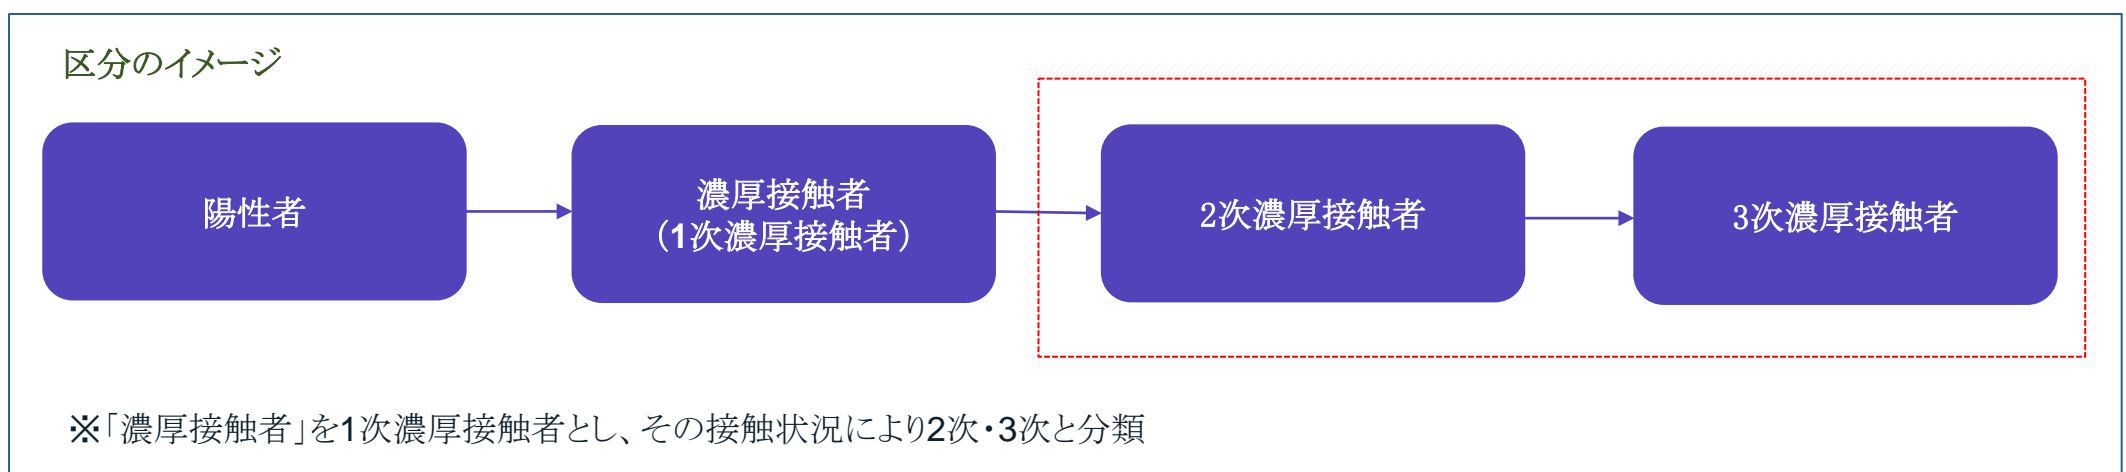 区分のイメージ
陽性者
濃厚接触者
（1次濃厚接触者）
2次濃厚接触者
3次濃厚接触者
※「濃厚接触者」を1次濃厚接触者とし、その接触状況により2次・3次と分類